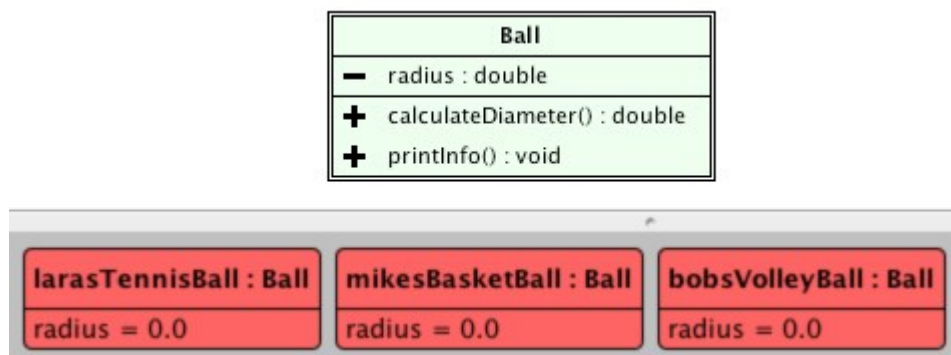 Ball
− radius : double
+ calculateDiameter() : double
+ printInfo() : void
larasTennisBall : Ball
radius = 0.0
mikesBasketBall : Ball
radius = 0.0
bobsVolleyBall : Ball
radius = 0.0